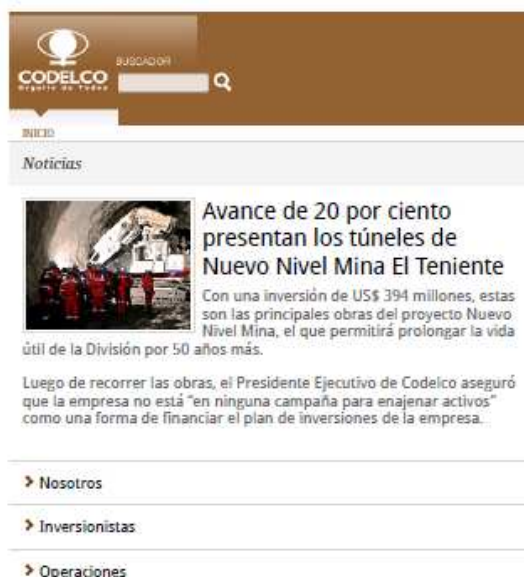 BUSCADOR
CODELCO
Orgullo de Todos
INICIO
Noticias
Avance de 20 por ciento
presentan los túneles de
Nuevo Nivel Mina El Teniente
Con una inversión de US$ 394 millones, estas
son las principales obras del proyecto Nuevo
Nivel Mina, el que permitirá prolongar la vida
útil de la División por 50 años más.
Luego de recorrer las obras, el Presidente Ejecutivo de Codelco aseguró
que la empresa no está "en ninguna campaña para enajenar activos"
como una forma de financiar el plan de inversiones de la empresa.
Nosotros
Inversionistas
Operaciones